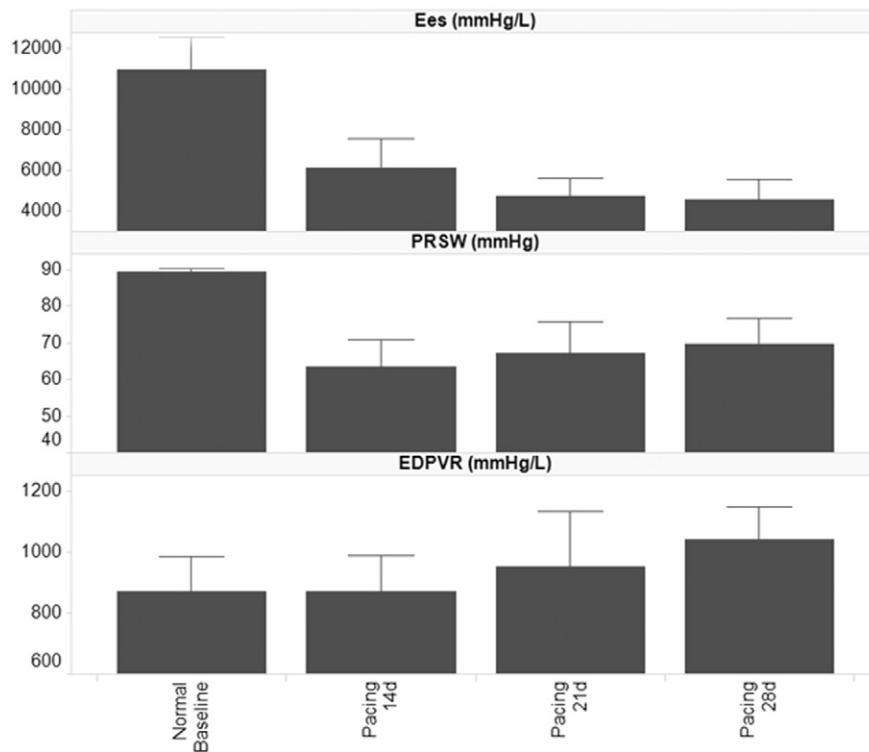 Ees (mmHg/L)
12000
10000
8000
6000
4000
PRSW (mmHg)
90
80
70
60
50
40
EDPVR (mmHg/L)
1200
1000
800
600
Normal
Baseline
Pacing
14d
Pacing
21d
Pacing
28d